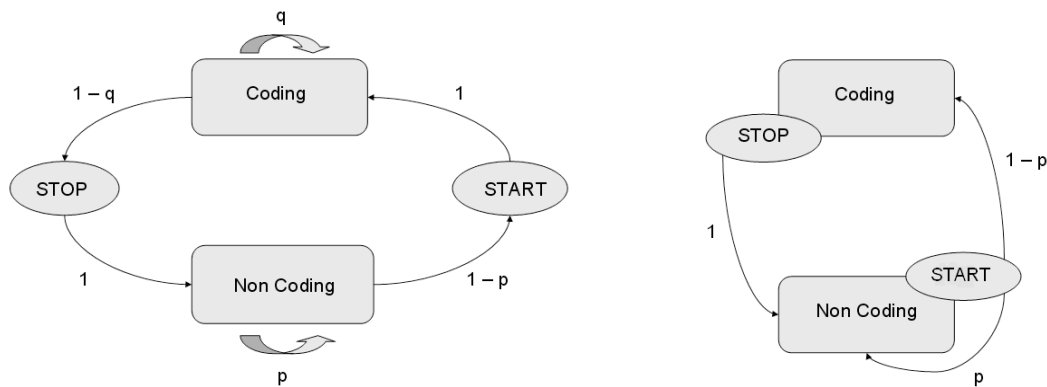 q
Coding
1 – q
1
STOP
START
1
Non Coding
1 – p
p
Coding
STOP
1 – p
1
START
Non Coding
p